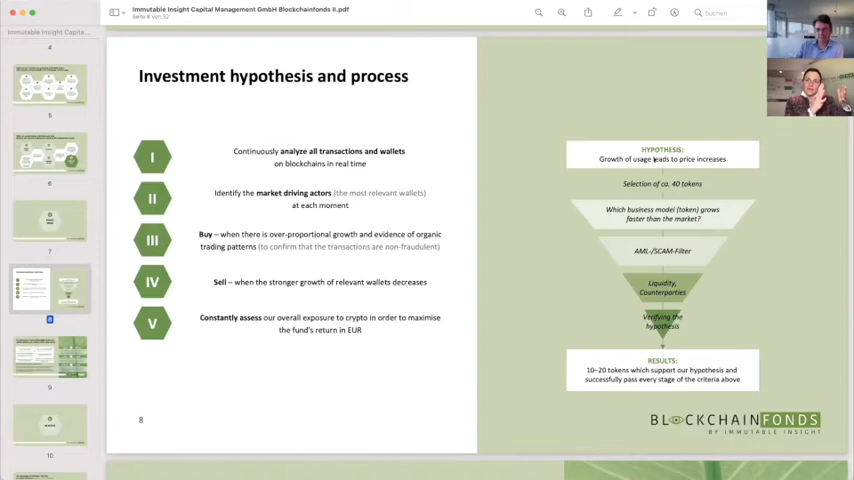 Immutable Insight Capital Management GmbH Blockchainfonds II.pdf
Seite 8 von 32
Suchen
Immutable Insight Capita...
4
5
6
7
8
9
10
Investment hypothesis and process
I
Continuously analyze all transactions and wallets
on blockchains in real time
II
Identify the market driving actors (the most relevant wallets)
at each moment
III
Buy – when there is over-proportional growth and evidence of organic
trading patterns (to confirm that the transactions are non-fraudulent)
IV
Sell – when the stronger growth of relevant wallets decreases
V
Constantly assess our overall exposure to crypto in order to maximise
the fund's return in EUR
8
HYPOTHESIS:
Growth of usage leads to price increases
Selection of ca. 40 tokens
Which business model (token) grows
faster than the market?
AML-/SCAM-Filter
Liquidity,
Counterparties
Verifying the
hypothesis
RESULTS:
10–20 tokens which support our hypothesis and
successfully pass every stage of the criteria above
BLOCKCHAINFONDS
BY IMMUTABLE INSIGHT